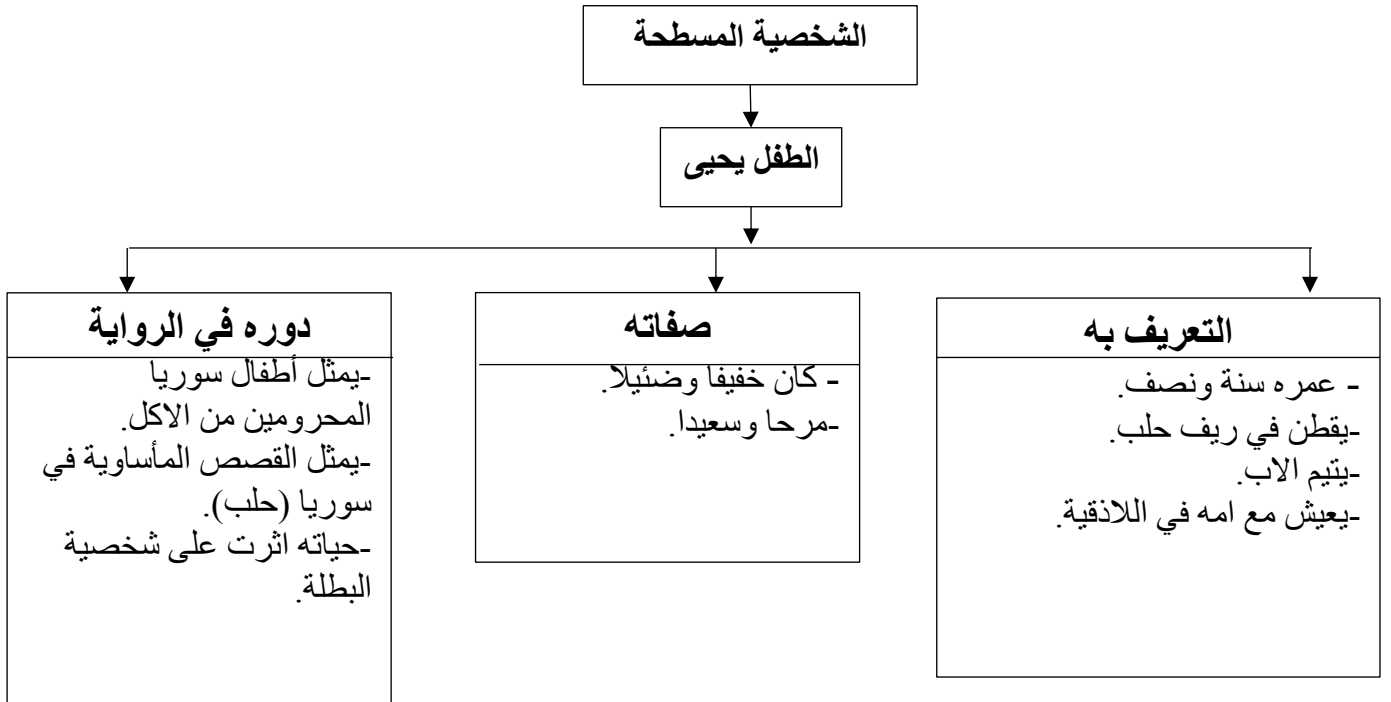 الشخصية المسطحة
الطفل يحيى
التعريف به
- عمره سنة ونصف.
-يقطن في ريف حلب.
-يتيم الاب.
-يعيش مع امه في اللاذقية.
صفاته
- كان خفيفا وضئيلا.
-مرحا وسعيدا.
دوره في الرواية
-يمثل أطفال سوريا
المحرومين من الاكل.
-يمثل القصص المأساوية في
سوريا (حلب).
-حياته اثرت على شخصية
البطلة.